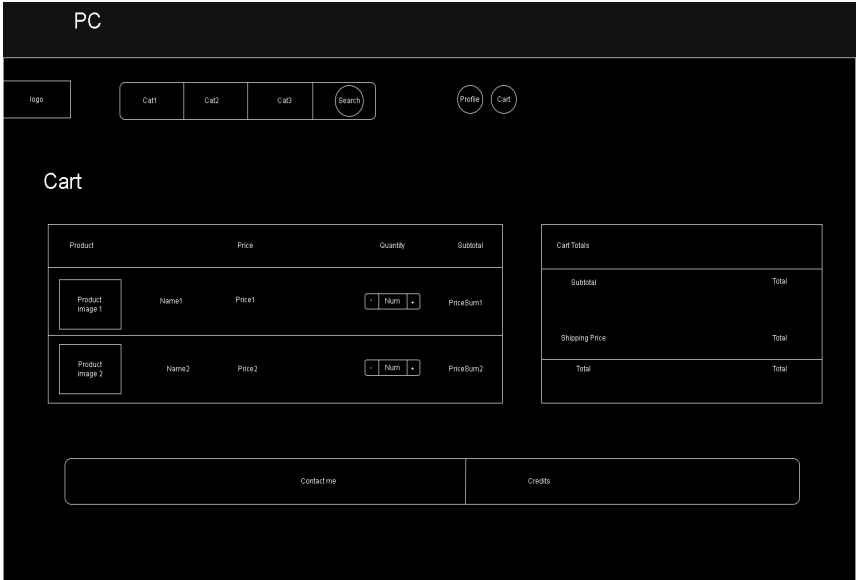 PC
logo
Cat1 Cat2 Cat3 Search Profile Cart
Cart
Product Price Quantity Subtotal
Product
image 1
Name1 Price1 - Num + PriceSum1
Product
image 2
Name2 Price2 - Num + PriceSum2
Cart Totals
Subtotal Total
Shipping Price Total
Total Total
Contact me Credits